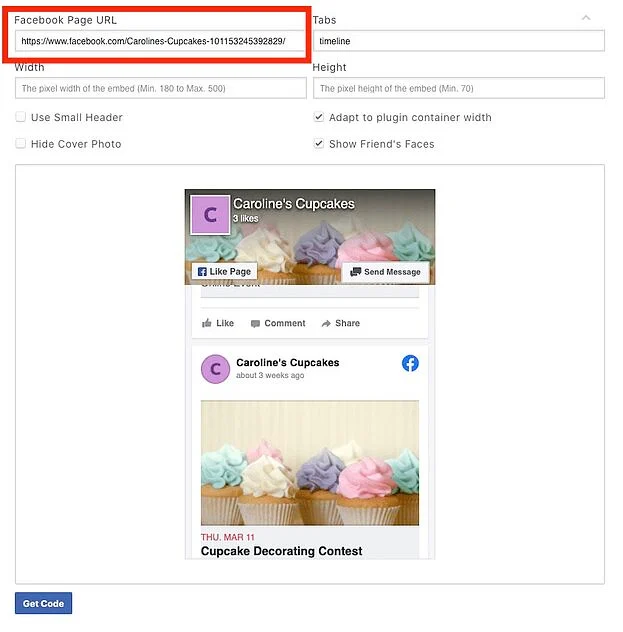 Facebook Page URL
Tabs
https://www.facebook.com/Carolines-Cupcakes-101153245392829/
timeline
Width
Height
The pixel width of the embed (Min. 180 to Max. 500)
The pixel height of the embed (Min. 70)
Use Small Header
Adapt to plugin container width
Hide Cover Photo
Show Friend's Faces
C
Caroline's Cupcakes
3 likes
Like Page
Send Message
Like
Comment
Share
C
Caroline's Cupcakes
about 3 weeks ago
THU. MAR 11
Cupcake Decorating Contest
Get Code